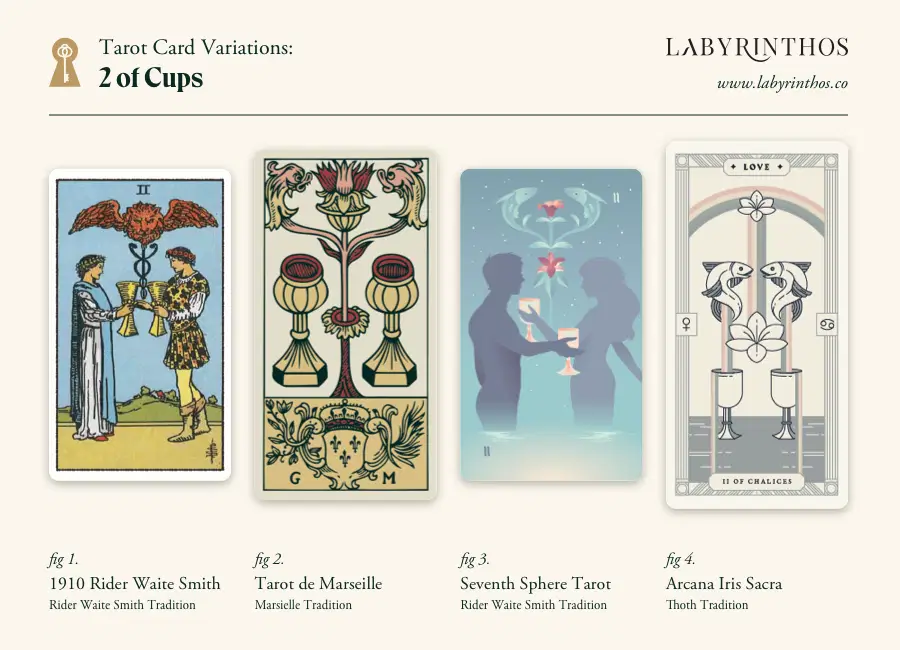 Tarot Card Variations:
2 of Cups
LABYRINTHOS
www.labyrinthos.co
II
G M
II
II
LOVE
♀
♋
II OF CHALICES
fig 1.
1910 Rider Waite Smith
Rider Waite Smith Tradition
fig 2.
Tarot de Marseille
Marsielle Tradition
fig 3.
Seventh Sphere Tarot
Rider Waite Smith Tradition
fig 4.
Arcana Iris Sacra
Thoth Tradition